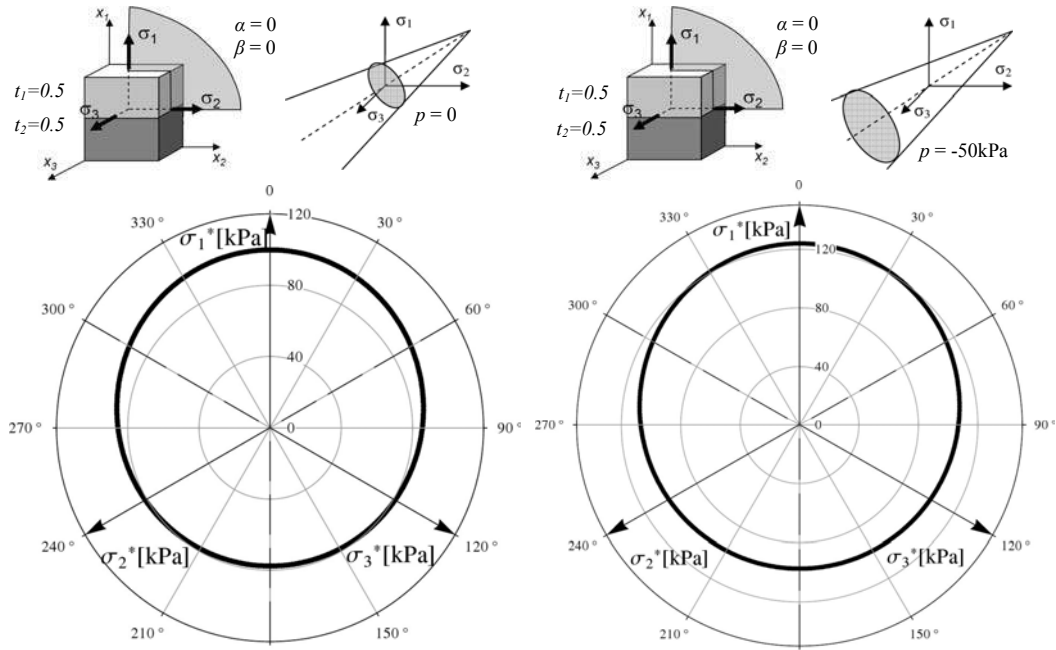 x₁
σ₁
α = 0
β = 0
t₁=0.5
t₂=0.5
σ₃
σ₂
x₂
x₃
σ₁
σ₂
σ₃
p = 0
x₁
σ₁
α = 0
β = 0
t₁=0.5
t₂=0.5
σ₃
σ₂
x₂
x₃
σ₁
σ₂
σ₃
p = -50kPa
0
330 °
120
30 °
σ₁*[kPa]
300 °
80
60 °
40
270 °
0
90 °
240 °
120 °
σ₂*[kPa]
σ₃*[kPa]
210 °
150 °
0
330 °
30 °
σ₁*[kPa]
120
300 °
80
60 °
40
270 °
0
90 °
240 °
120 °
σ₂*[kPa]
σ₃*[kPa]
210 °
150 °